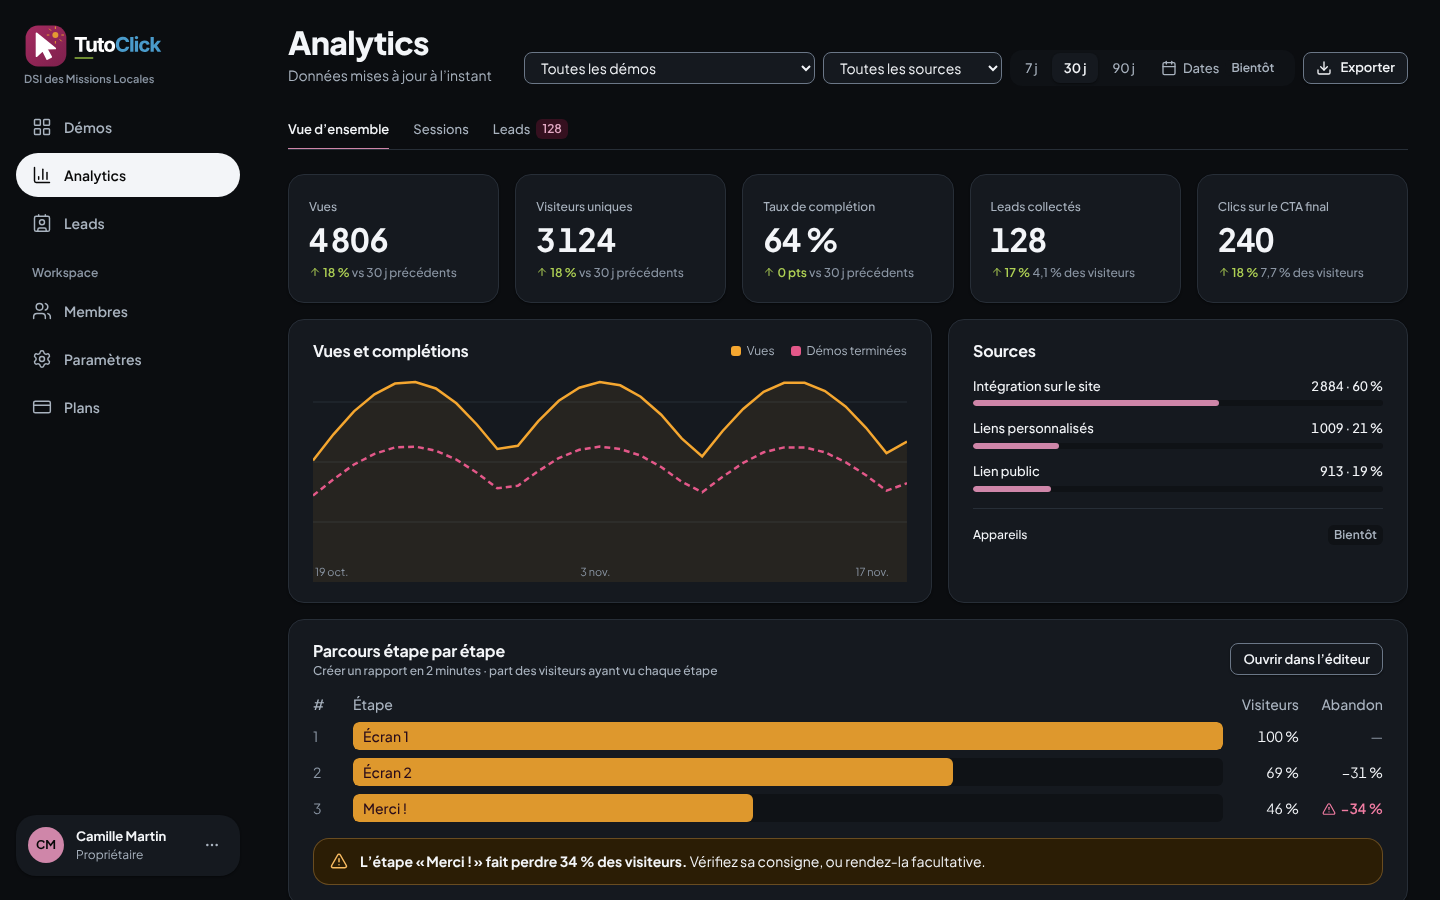 TutoClick
DSI des Missions Locales
Démos
Analytics
Leads
Workspace
Membres
Paramètres
Plans
CM
Camille Martin
Propriétaire
Analytics
Données mises à jour à l’instant
Toutes les démos
Toutes les sources
7 j
30 j
90 j
Dates Bientôt
Exporter
Vue d’ensemble
Sessions
Leads 128
Vues
4 806
↑ 18 % vs 30 j précédents
Visiteurs uniques
3 124
↑ 18 % vs 30 j précédents
Taux de complétion
64 %
↑ 0 pts vs 30 j précédents
Leads collectés
128
↑ 17 % 4,1 % des visiteurs
Clics sur le CTA final
240
↑ 18 % 7,7 % des visiteurs
Vues et complétions
Vues
Démos terminées
19 oct.
3 nov.
17 nov.
Sources
Intégration sur le site 2 884 · 60 %
Liens personnalisés 1 009 · 21 %
Lien public 913 · 19 %
Appareils Bientôt
Parcours étape par étape
Créer un rapport en 2 minutes · part des visiteurs ayant vu chaque étape
Ouvrir dans l’éditeur
# Étape Visiteurs Abandon
1 Écran 1 100 % —
2 Écran 2 69 % −31 %
3 Merci ! 46 % −34 %
L’étape « Merci ! » fait perdre 34 % des visiteurs. Vérifiez sa consigne, ou rendez-la facultative.